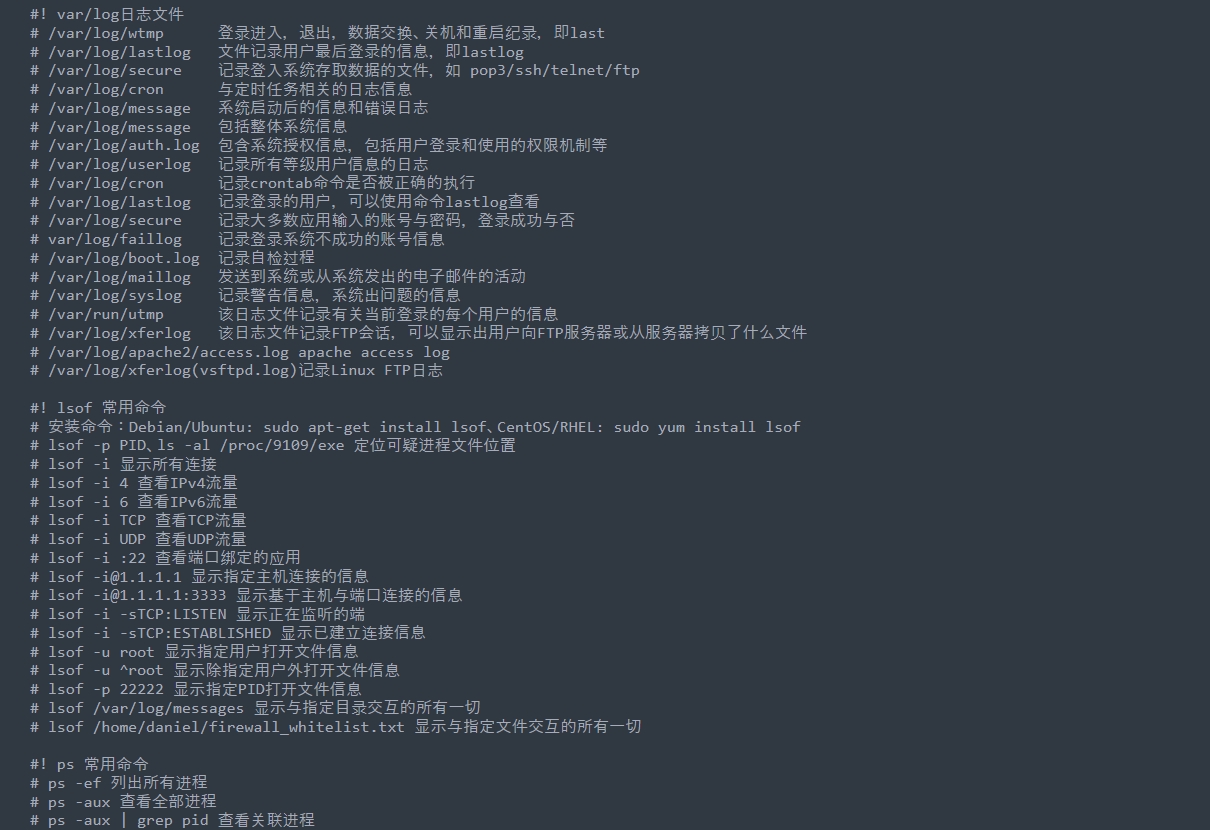 #! var/log日志文件
# /var/log/wtmp 登录进入，退出，数据交换、关机和重启纪录，即last
# /var/log/lastlog 文件记录用户最后登录的信息，即lastlog
# /var/log/secure 记录登入系统存取数据的文件，如 pop3/ssh/telnet/ftp
# /var/log/cron 与定时任务相关的日志信息
# /var/log/message 系统启动后的信息和错误日志
# /var/log/message 包括整体系统信息
# /var/log/auth.log 包含系统授权信息，包括用户登录和使用的权限机制等
# /var/log/userlog 记录所有等级用户信息的日志
# /var/log/cron 记录crontab命令是否被正确的执行
# /var/log/lastlog 记录登录的用户，可以使用命令lastlog查看
# /var/log/secure 记录大多数应用输入的账号与密码，登录成功与否
# var/log/faillog 记录登录系统不成功的账号信息
# /var/log/boot.log 记录自检过程
# /var/log/maillog 发送到系统或从系统发出的电子邮件的活动
# /var/log/syslog 记录警告信息，系统出问题的信息
# /var/run/utmp 该日志文件记录有关当前登录的每个用户的信息
# /var/log/xferlog 该日志文件记录FTP会话，可以显示出用户向FTP服务器或从服务器拷贝了什么文件
# /var/log/apache2/access.log apache access log
# /var/log/xferlog(vsftpd.log)记录Linux FTP日志
#! lsof 常用命令
# 安装命令：Debian/Ubuntu: sudo apt-get install lsof、CentOS/RHEL: sudo yum install lsof
# lsof -p PID、ls -al /proc/9109/exe 定位可疑进程文件位置
# lsof -i 显示所有连接
# lsof -i 4 查看IPv4流量
# lsof -i 6 查看IPv6流量
# lsof -i TCP 查看TCP流量
# lsof -i UDP 查看UDP流量
# lsof -i :22 查看端口绑定的应用
# lsof -i@1.1.1.1 显示指定主机连接的信息
# lsof -i@1.1.1.1:3333 显示基于主机与端口连接的信息
# lsof -i -sTCP:LISTEN 显示正在监听的端
# lsof -i -sTCP:ESTABLISHED 显示已建立连接信息
# lsof -u root 显示指定用户打开文件信息
# lsof -u ^root 显示除指定用户外打开文件信息
# lsof -p 22222 显示指定PID打开文件信息
# lsof /var/log/messages 显示与指定目录交互的所有一切
# lsof /home/daniel/firewall_whitelist.txt 显示与指定文件交互的所有一切
#! ps 常用命令
# ps -ef 列出所有进程
# ps -aux 查看全部进程
# ps -aux | grep pid 查看关联进程